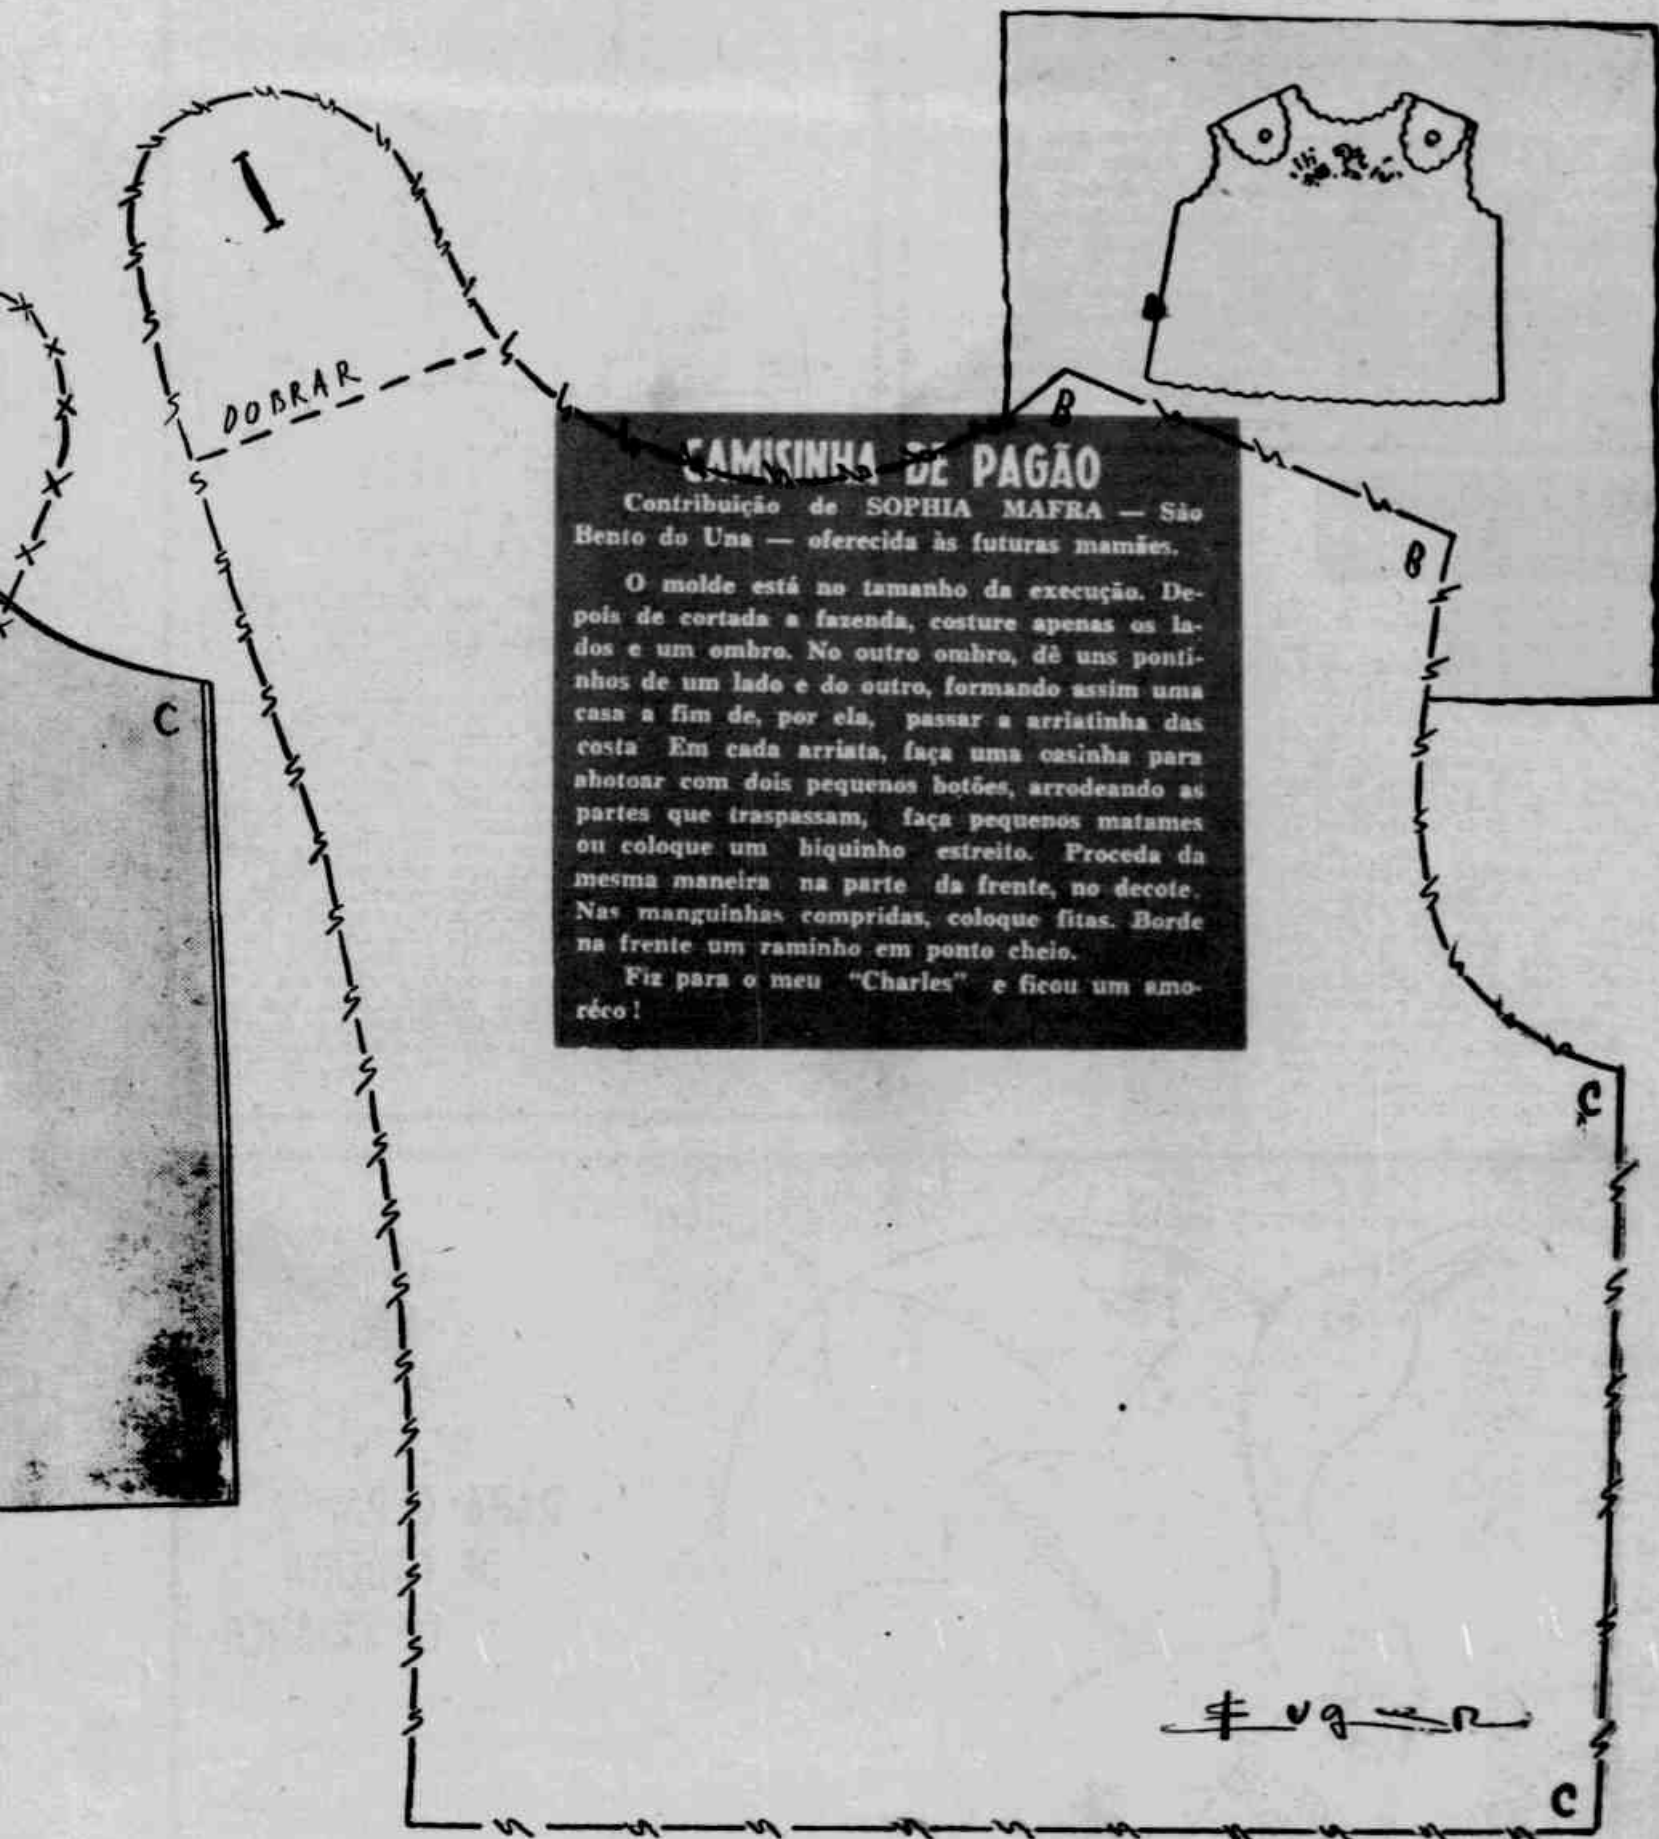 DOBRAR
B
B
C
CAMISINHA DE PAGÃO
Contribuição de SOPHIA MAFRA — São
Bento do Una — oferecida às futuras mamães.
O molde está no tamanho da execução. De-
pois de cortada a fazenda, costure apenas os la-
dos e um ombro. No outro ombro, dê uns ponti-
nhos de um lado e do outro, formando assim uma
casa a fim de, por ela, passar a arriatinha das
costa Em cada arriata, faça uma casinha para
abotoar com dois pequenos botões, arrodeando as
partes que traspassam, faça pequenos matames
ou coloque um biquinho estreito. Proceda da
mesma maneira na parte da frente, no decote.
Nas manguinhas compridas, coloque fitas. Borde
na frente um raminho em ponto cheio.
Fiz para o meu "Charles" e ficou um amo-
réco!
C
C